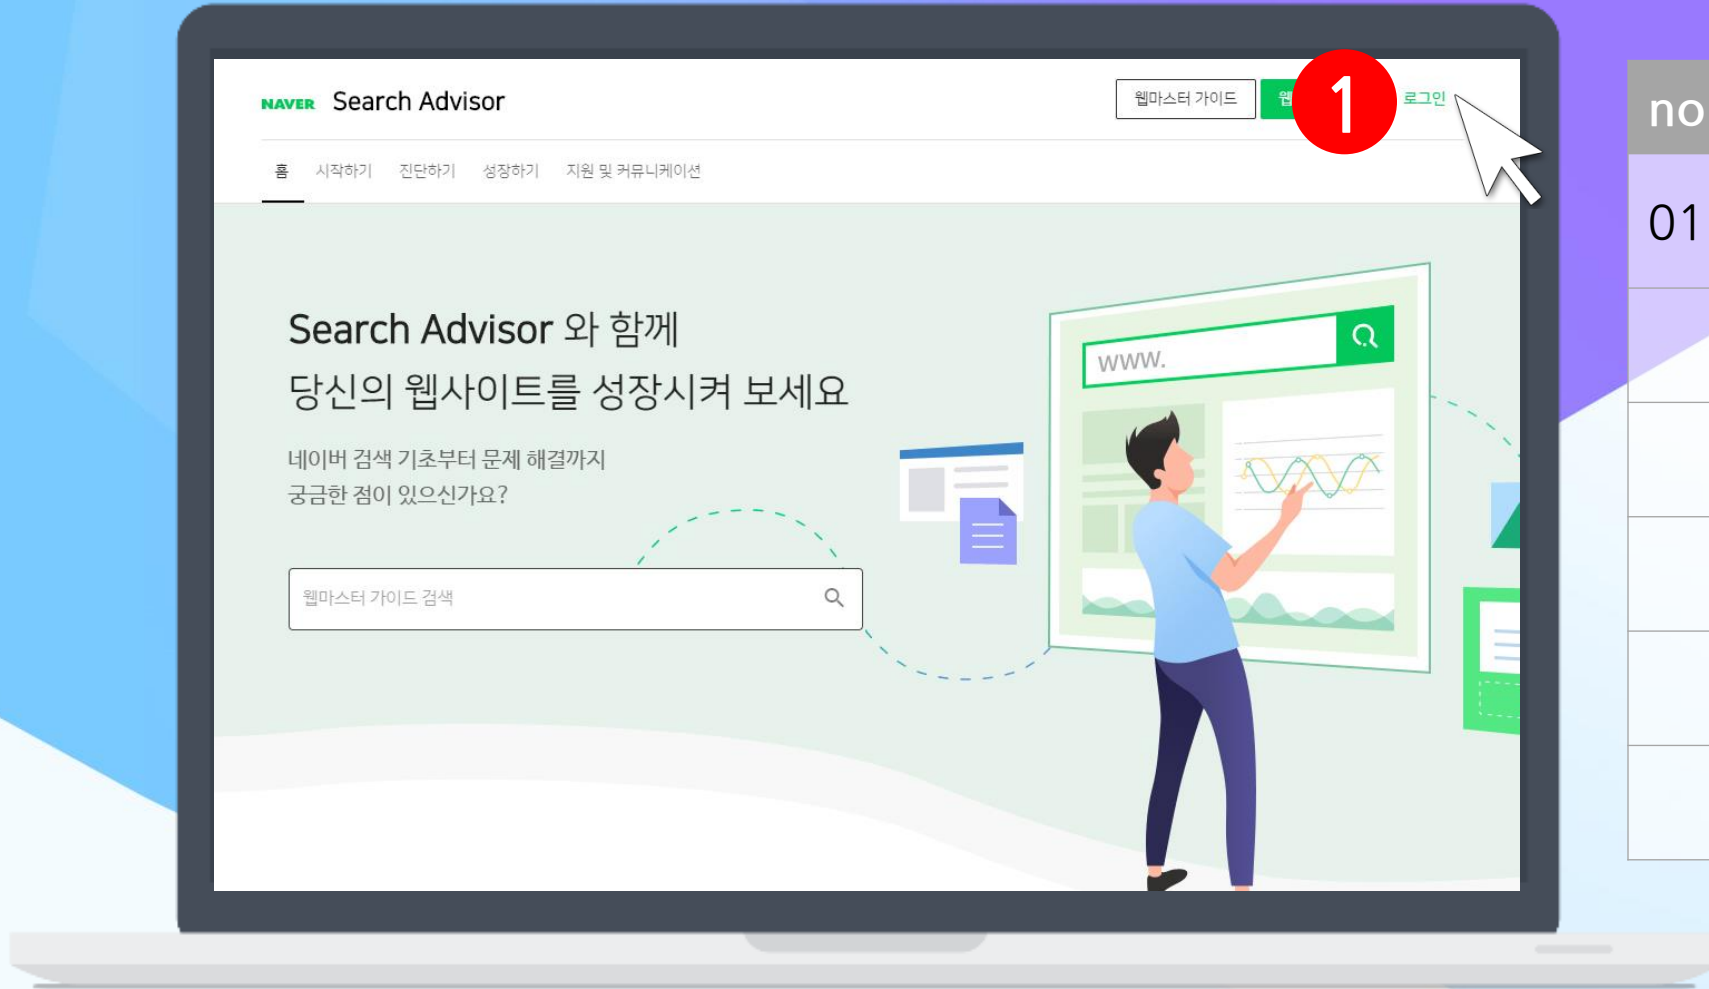 NAVER Search Advisor
웹마스터 가이드
1
로그인
홈 시작하기 진단하기 성장하기 지원 및 커뮤니케이션
Search Advisor 와 함께
당신의 웹사이트를 성장시켜 보세요
네이버 검색 기초부터 문제 해결까지
궁금한 점이 있으신가요?
웹마스터 가이드 검색
www.
no
01